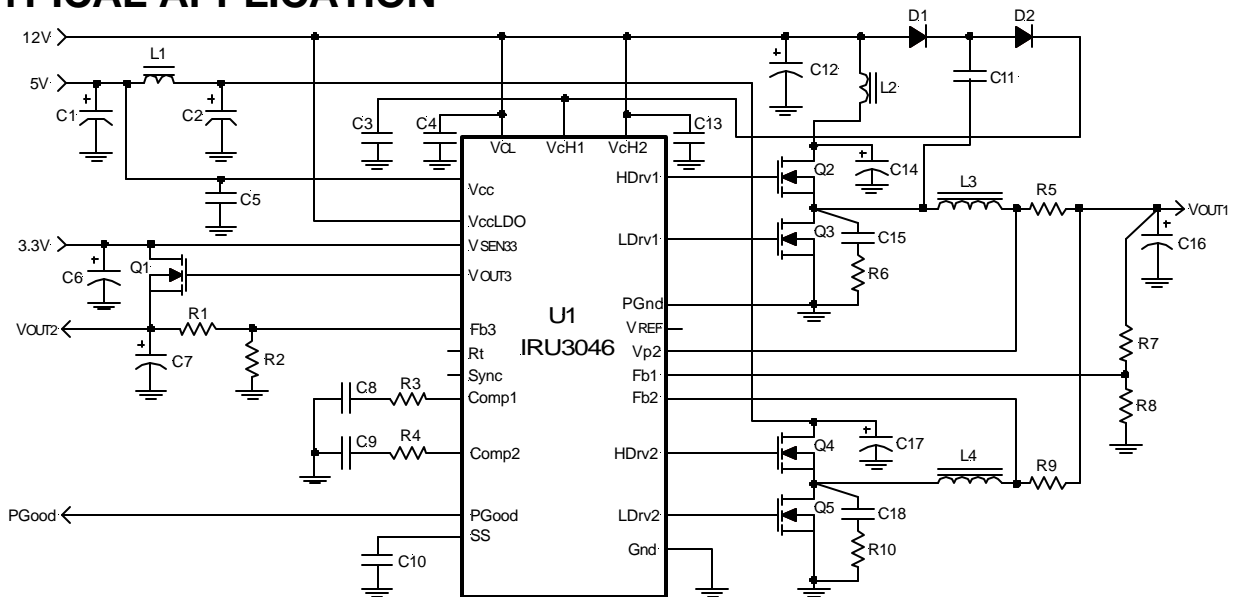 TYPICAL APPLICATION
12V
D1
D2
L1
5V
C12
L2
C11
C1
C2
C3
C4
C13
VCL
VcH1
VcH2
HDrv1
Q2
C14
L3
R5
Vcc
C5
VccLDO
VOUT1
3.3V
VSEN33
LDrv1
Q3
C15
C16
C6
Q1
VOUT3
R6
PGnd
U1
IRU3046
VREF
VOUT2
R1
Fb3
C7
R2
Rt
Vp2
R7
Sync
Fb1
C8
R3
Comp1
Fb2
R8
C9
R4
Comp2
HDrv2
Q4
C17
L4
R9
PGood
PGood
LDrv2
Q5
C18
SS
C10
Gnd
R10